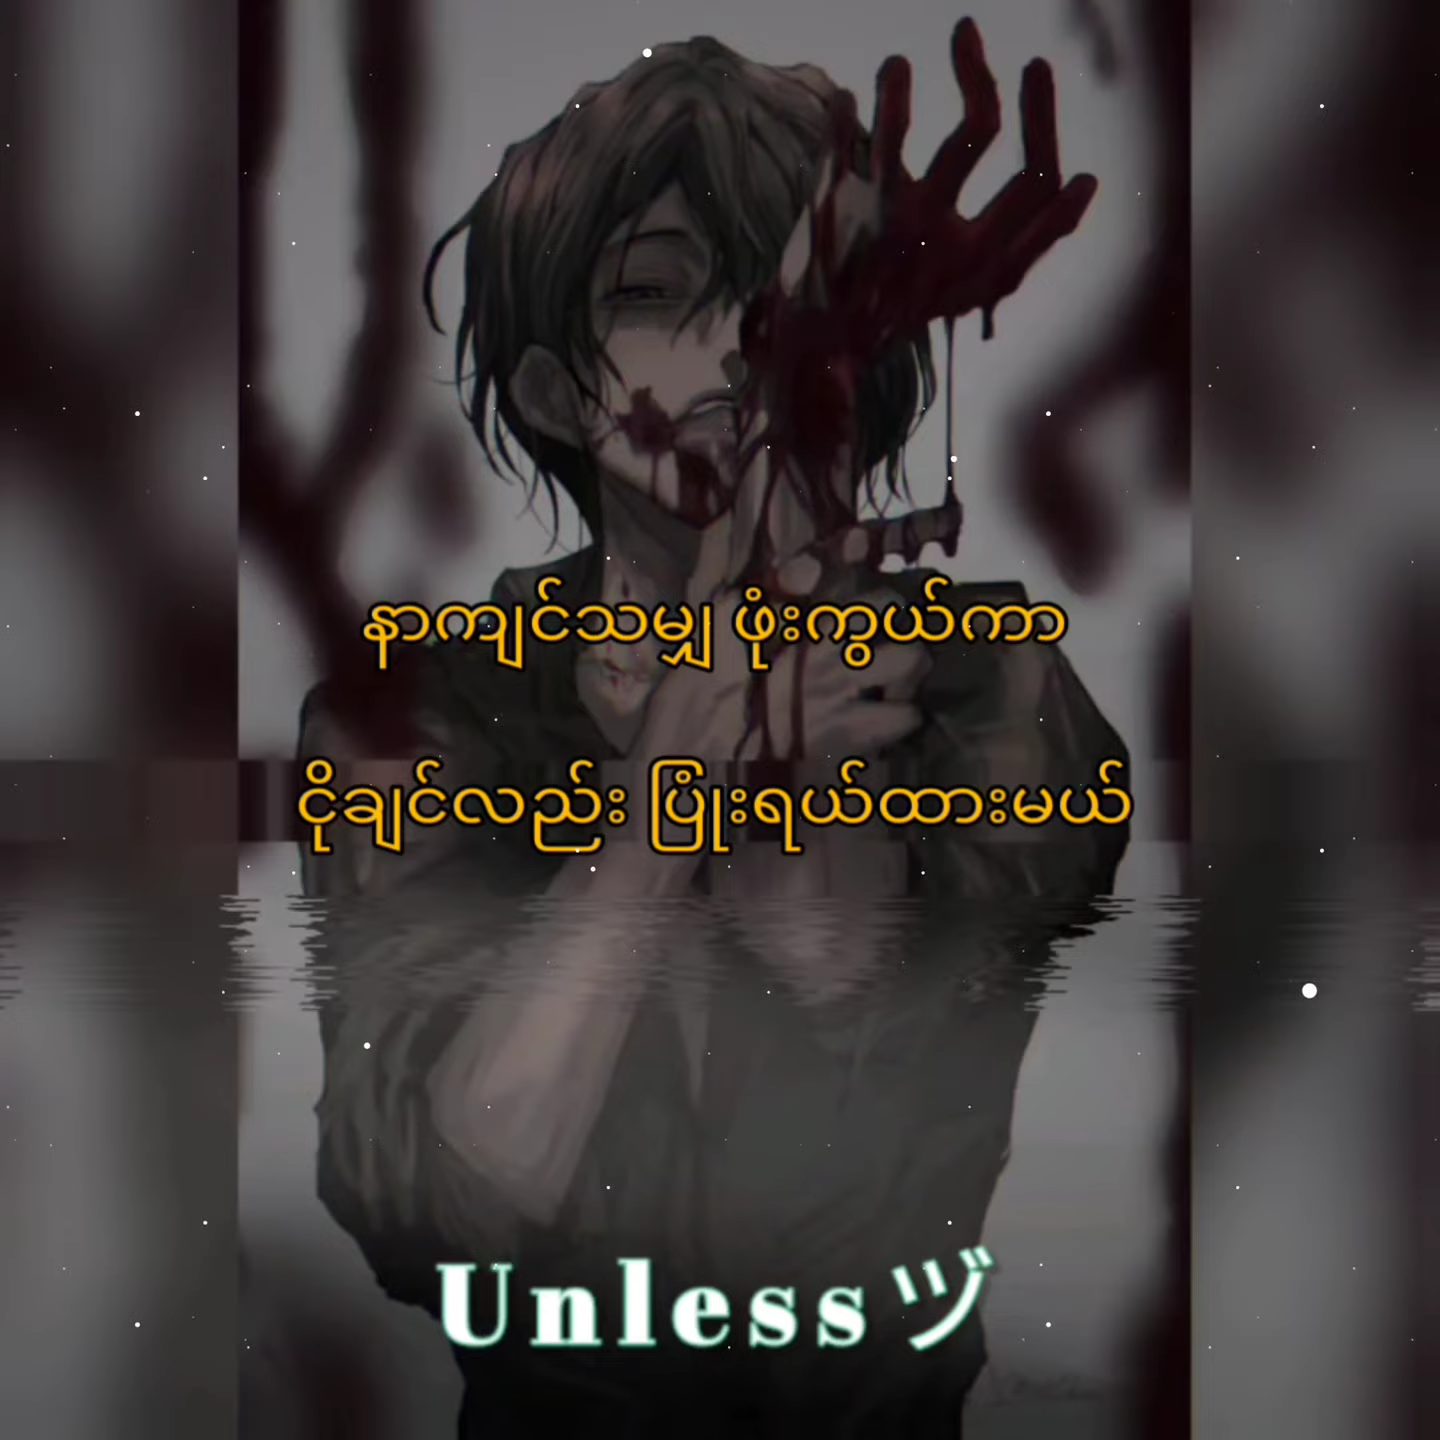 နာကျင်သမျှ ဖုံးကွယ်ကာ
ငိုချင်လည်း ပြုံးရယ်ထားမယ်
Unlessヅ